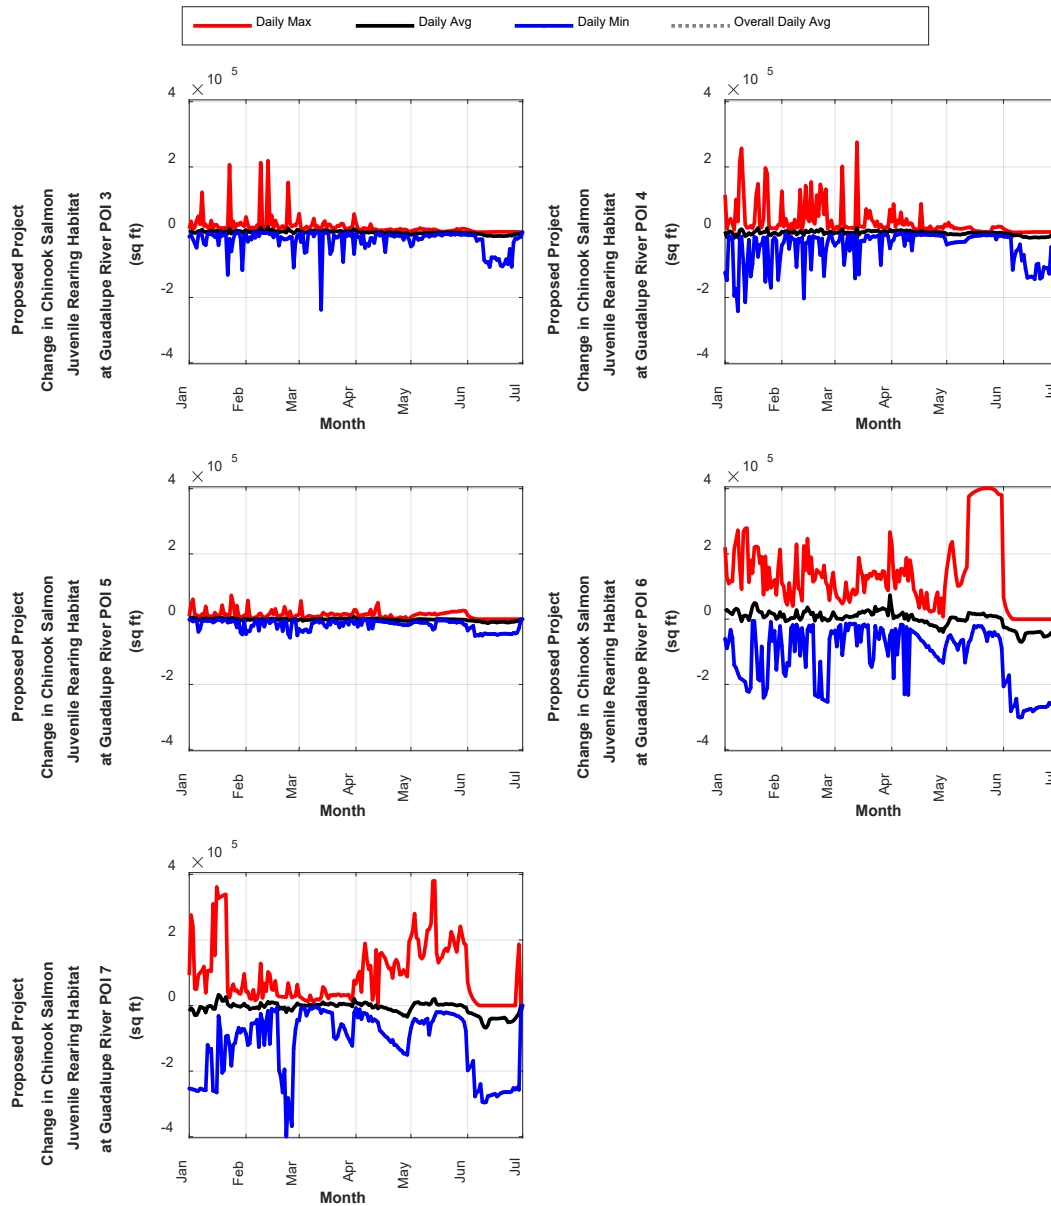 Daily Max Daily Avg Daily Min Overall Daily Avg
Proposed Project
Change in Chinook Salmon
Juvenile Rearing Habitat
at Guadalupe River POI 3
(sq ft)
× 10 5
4
2
0
-2
-4
Jan Feb Mar Apr May Jun Jul
Month
Proposed Project
Change in Chinook Salmon
Juvenile Rearing Habitat
at Guadalupe River POI 4
(sq ft)
× 10 5
4
2
0
-2
-4
Jan Feb Mar Apr May Jun Jul
Month
Proposed Project
Change in Chinook Salmon
Juvenile Rearing Habitat
at Guadalupe River POI 5
(sq ft)
× 10 5
4
2
0
-2
-4
Jan Feb Mar Apr May Jun Jul
Month
Proposed Project
Change in Chinook Salmon
Juvenile Rearing Habitat
at Guadalupe River POI 6
(sq ft)
× 10 5
4
2
0
-2
-4
Jan Feb Mar Apr May Jun Jul
Month
Proposed Project
Change in Chinook Salmon
Juvenile Rearing Habitat
at Guadalupe River POI 7
(sq ft)
× 10 5
4
2
0
-2
-4
Jan Feb Mar Apr May Jun Jul
Month